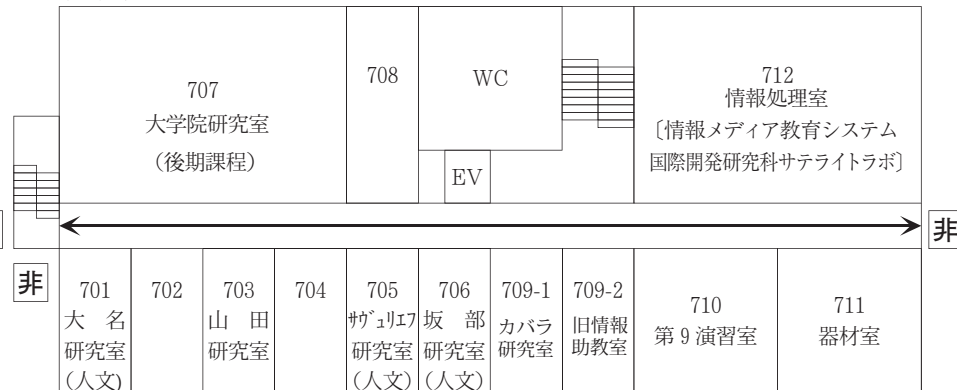 707
大学院研究室
(後期課程)
708
WC
EV
712
情報処理室
〔情報メディア教育システム
国際開発研究科サテライトラボ〕
非
非
701
大 名
研究室
(人文)
702
703
山 田
研究室
704
705
サヴュリエフ
研究室
(人文)
706
坂 部
研究室
(人文)
709-1
カバラ
研究室
709-2
旧情報
助教室
710
第 9 演習室
711
器材室